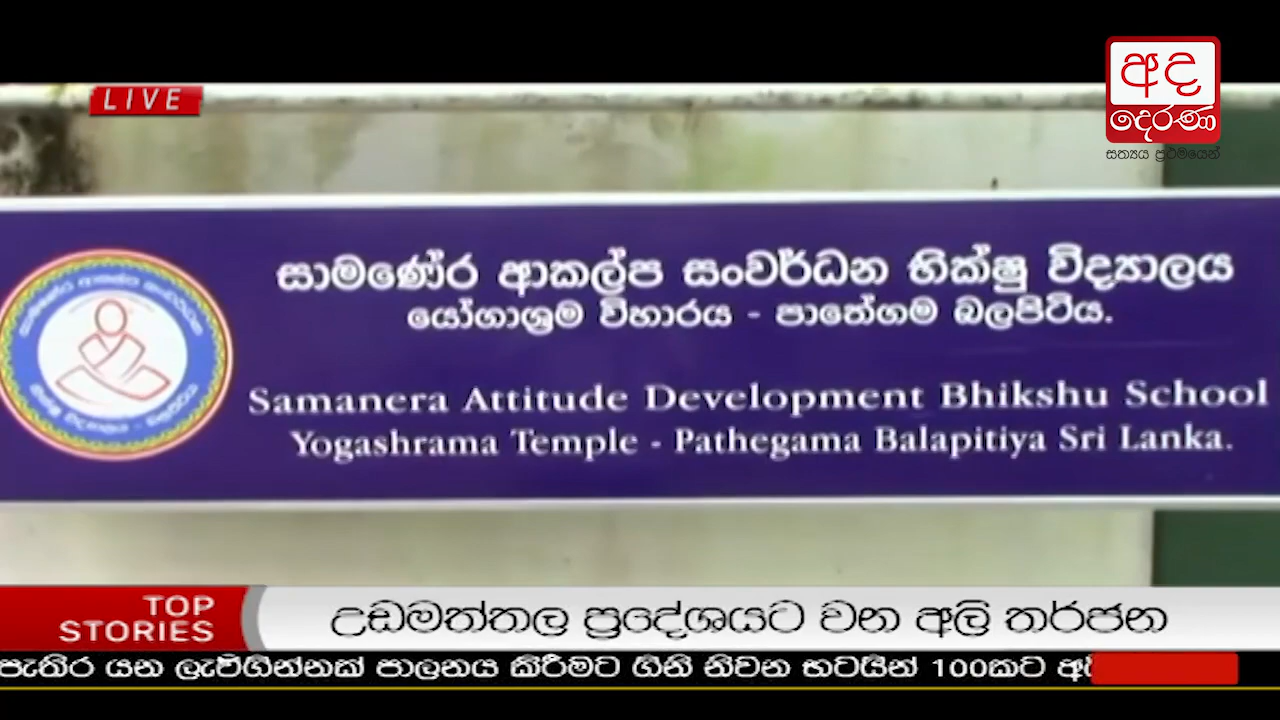 LIVE
අද
දෙරණ
සත්‍යය ප්‍රථමයෙන්
සාමණේර ආකල්ප සංවර්ධන භික්ෂු විද්‍යාලය
යෝගාශ්‍රම විහාරය - පාතේගම බලපිටිය.
Samanera Attitude Development Bhikshu School
Yogashrama Temple - Pathegama Balapitiya Sri Lanka.
TOP
STORIES
උඩමත්තල ප්‍රදේශයට වන අලි තර්ජන
පැතිර යන ලැව්ගින්නක් පාලනය කිරීමට ගිනි නිවන භටයින් 100කට